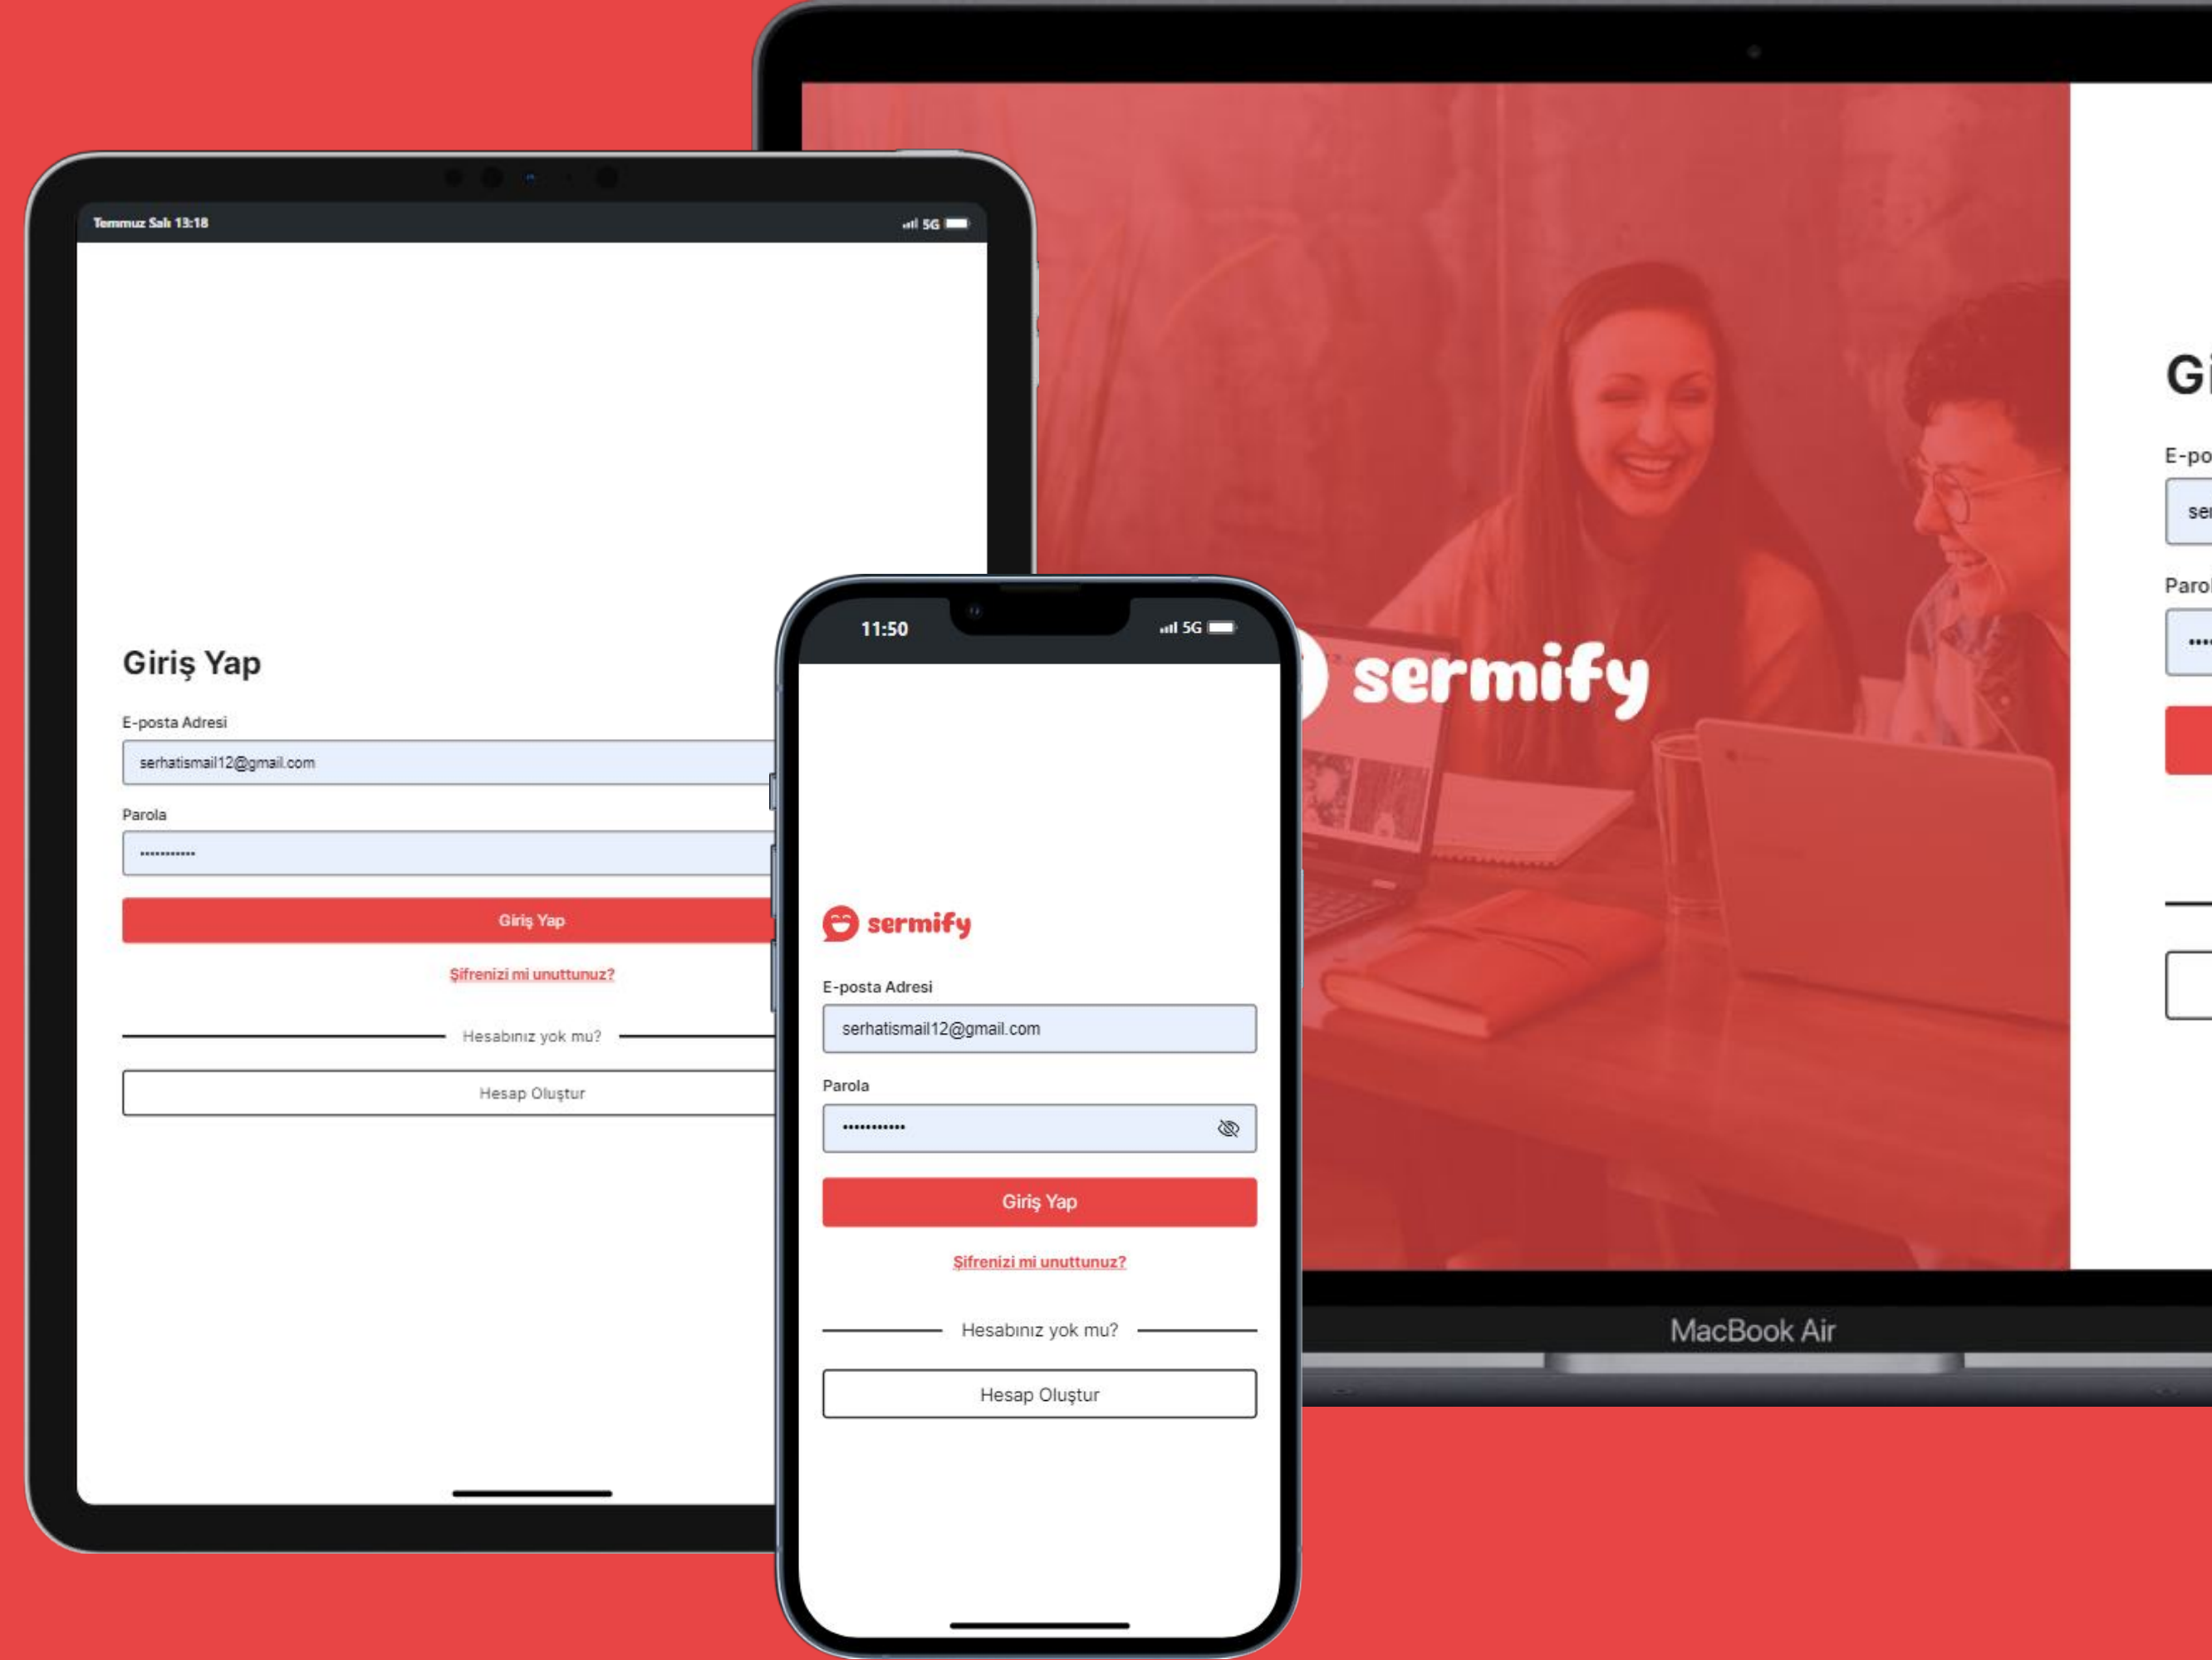 Temmuz Salı 13:18
5G
Giriş Yap
E-posta Adresi
serhatismail12@gmail.com
Parola
•••••••••••
Giriş Yap
Şifrenizi mi unuttunuz?
Hesabınız yok mu?
Hesap Oluştur
11:50
5G
sermify
E-posta Adresi
serhatismail12@gmail.com
Parola
•••••••••••
Giriş Yap
Şifrenizi mi unuttunuz?
Hesabınız yok mu?
Hesap Oluştur
sermify
MacBook Air